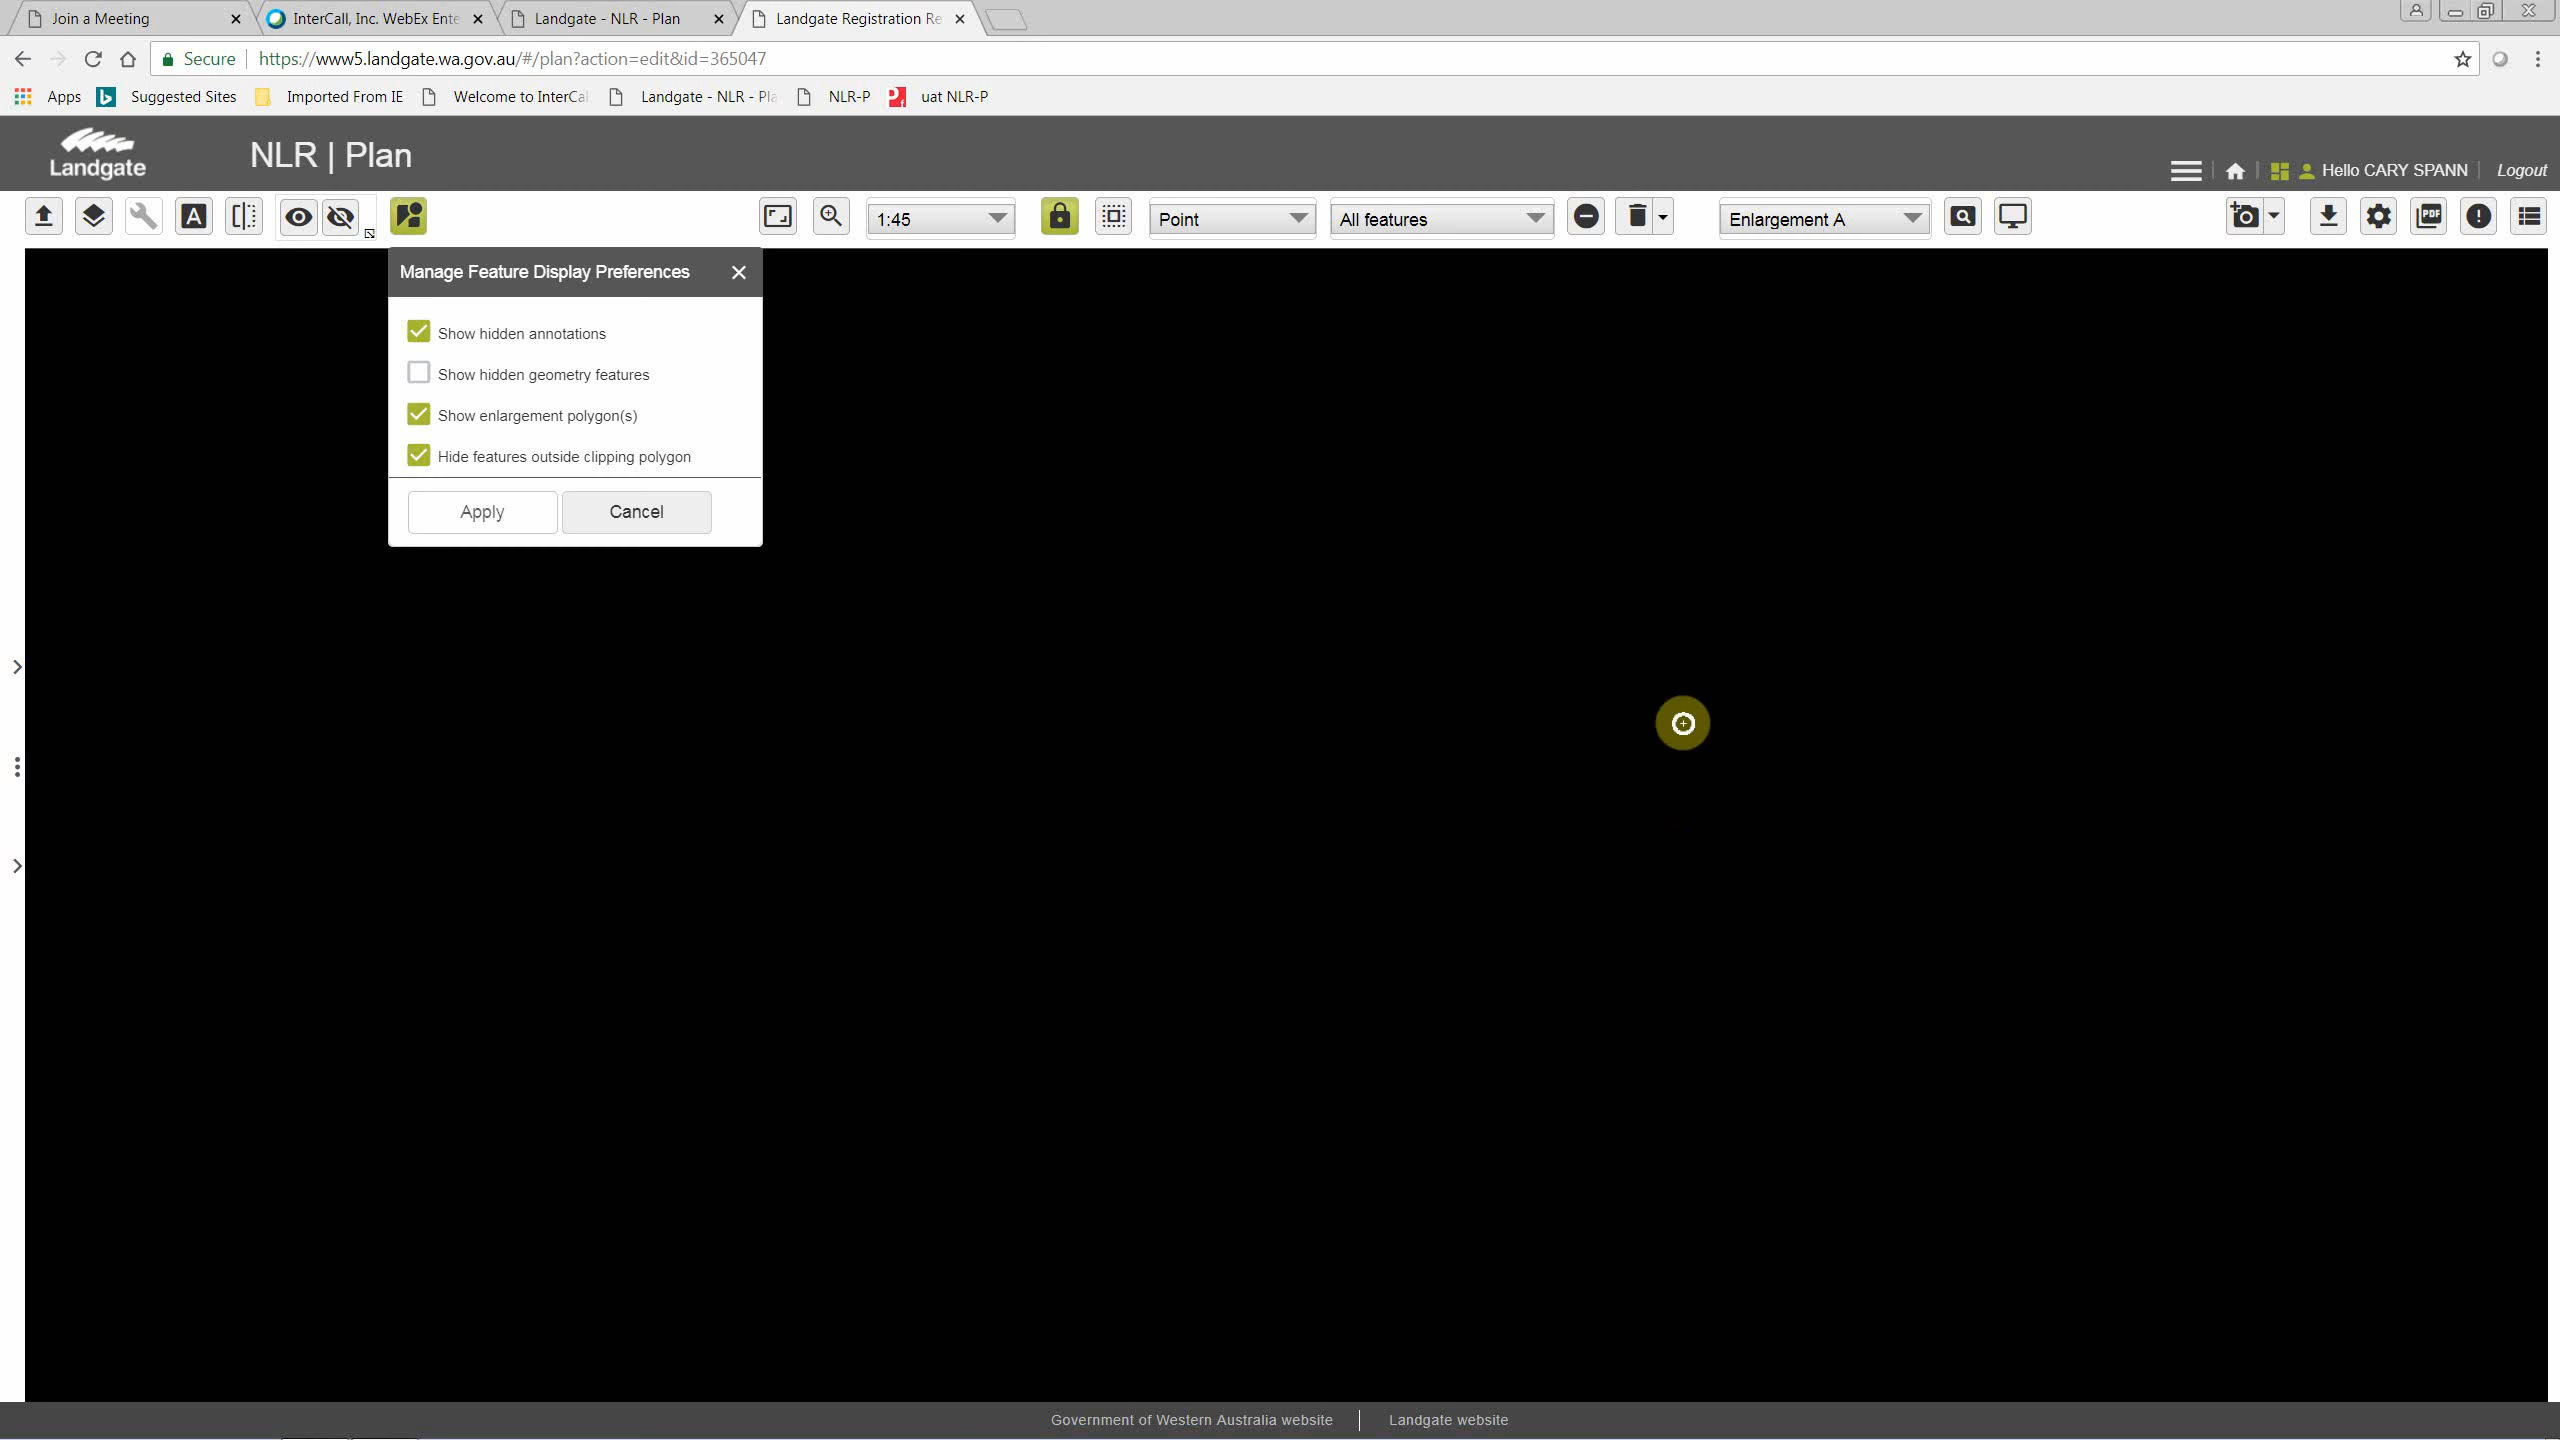 Join a Meeting
InterCall, Inc. WebEx Ente
Landgate - NLR - Plan
Landgate Registration Re
Secure
https://www5.landgate.wa.gov.au/#/plan?action=edit&id=365047
Apps
Suggested Sites
Imported From IE
Welcome to InterCal
Landgate - NLR - Pla
NLR-P
uat NLR-P
Landgate
NLR | Plan
Hello CARY SPANN
Logout
A
1:45
Point
All features
Enlargement A
PDF
Manage Feature Display Preferences
Show hidden annotations
Show hidden geometry features
Show enlargement polygon(s)
Hide features outside clipping polygon
Apply
Cancel
Government of Western Australia website
Landgate website